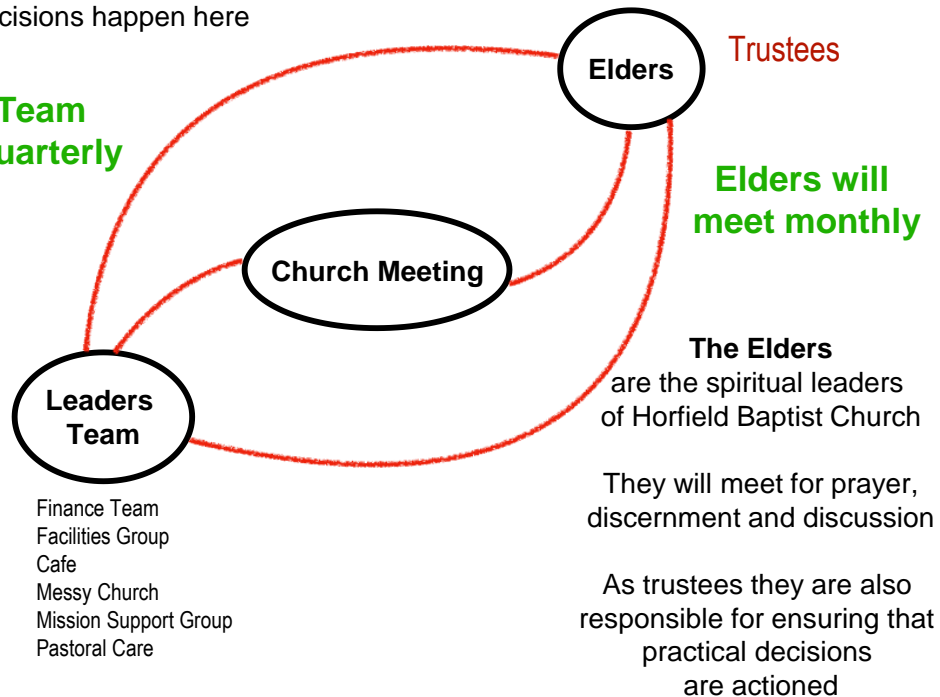 cisions happen here
Elders
Trustees
Team
uarterly
Elders will
meet monthly
Church Meeting
The Elders
are the spiritual leaders
of Horfield Baptist Church
Leaders
Team
They will meet for prayer,
discernment and discussion
Finance Team
Facilities Group
Cafe
Messy Church
Mission Support Group
Pastoral Care
As trustees they are also
responsible for ensuring that
practical decisions
are actioned